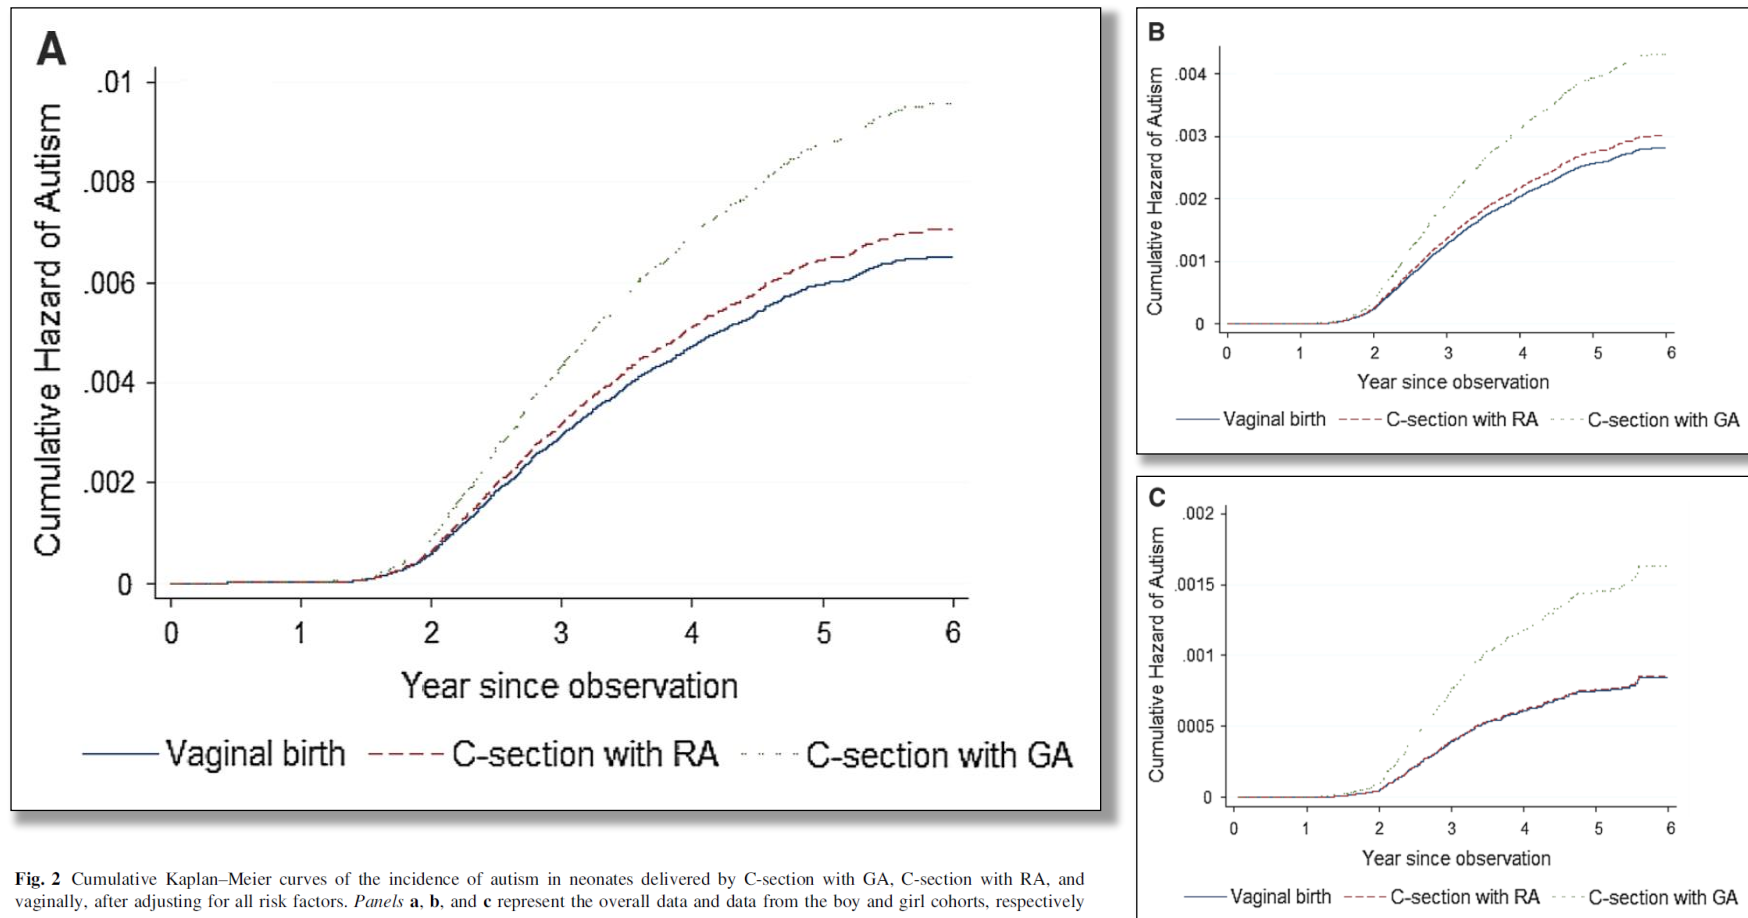 A
.01
.008
.006
.004
.002
0
Cumulative Hazard of Autism
0 1 2 3 4 5 6
Year since observation
Vaginal birth C-section with RA C-section with GA
B
.004
.003
.002
.001
0
Cumulative Hazard of Autism
0 1 2 3 4 5 6
Year since observation
Vaginal birth C-section with RA C-section with GA
C
.002
.0015
.001
0005
0
Cumulative Hazard of Autism
0 1 2 3 4 5 6
Year since observation
Vaginal birth C-section with RA C-section with GA
Fig. 2 Cumulative Kaplan–Meier curves of the incidence of autism in neonates delivered by C-section with GA, C-section with RA, and
vaginally, after adjusting for all risk factors. Panels a, b, and c represent the overall data and data from the boy and girl cohorts, respectively